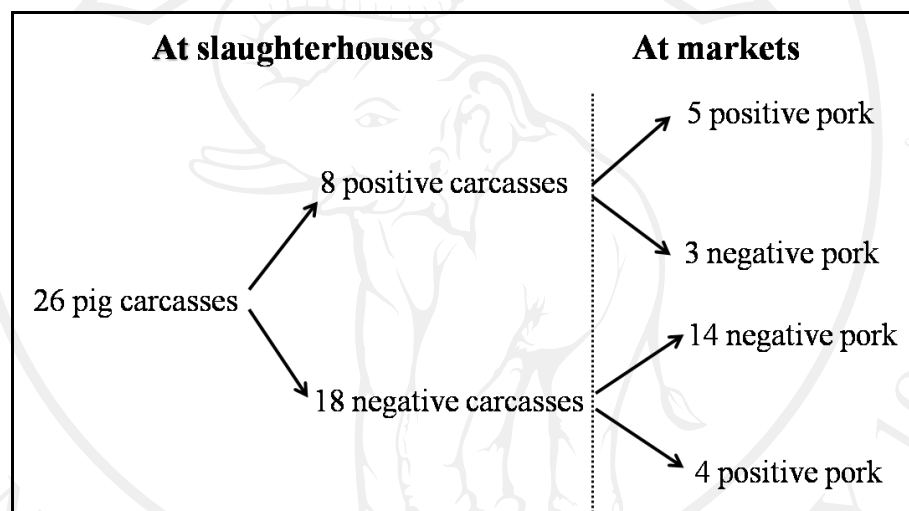 At slaughterhouses
At markets
5 positive pork
8 positive carcasses
3 negative pork
26 pig carcasses
14 negative pork
18 negative carcasses
4 positive pork